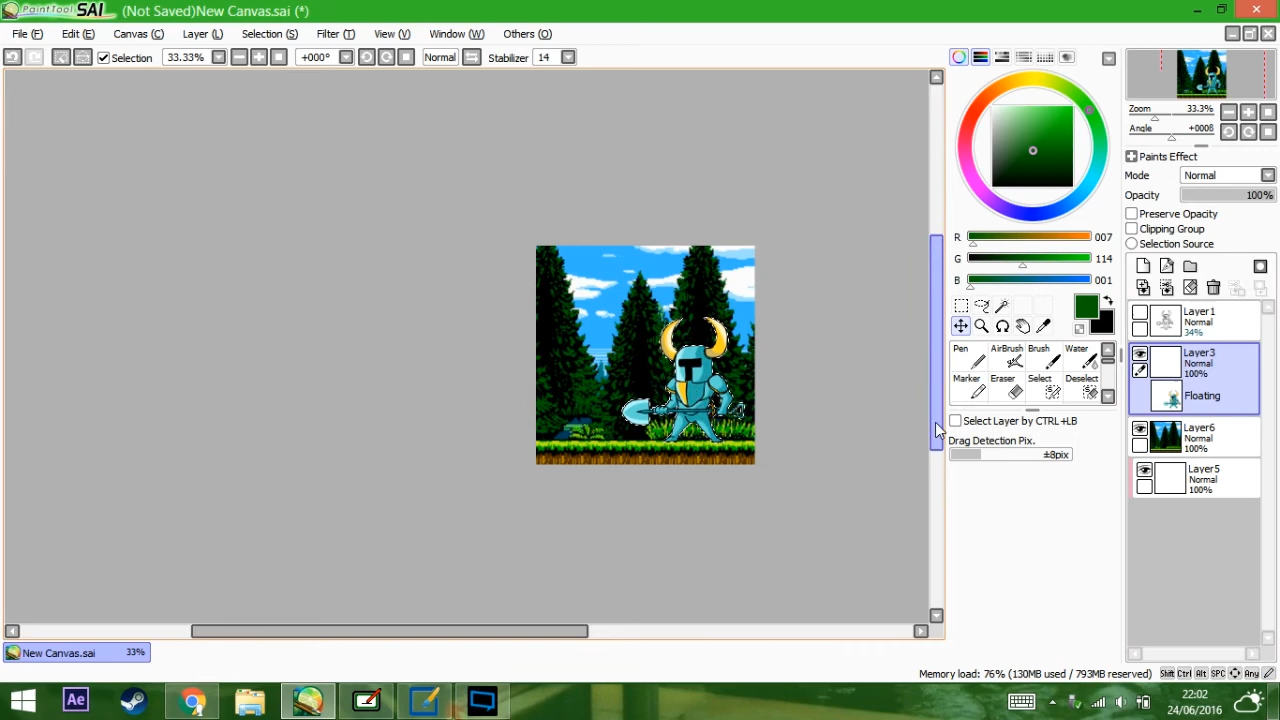 PaintTool SAI (Not Saved)New Canvas.sai (*)
File (F) Edit (E) Canvas (C) Layer (L) Selection (S) Filter (T) View (V) Window (W) Others (O)
Selection 33.33% +000° Normal Stabilizer 14
Zoom 33.3%
Angle +000δ
Paints Effect
Mode Normal
Opacity 100%
Preserve Opacity
Clipping Group
Selection Source
R 007
G 114
B 001
Pen AirBrush Brush Water
Marker Eraser Select Deselect
Select Layer by CTRL+LB
Drag Detection Pix.
±8pix
Layer1
Normal
34%
Layer3
Normal
100%
Floating
Layer6
Normal
100%
Layer5
Normal
100%
New Canvas.sai 33%
Memory load: 76% (130MB used / 793MB reserved) Shift Ctrl Alt SPC Any
Ae
22:02
24/06/2016